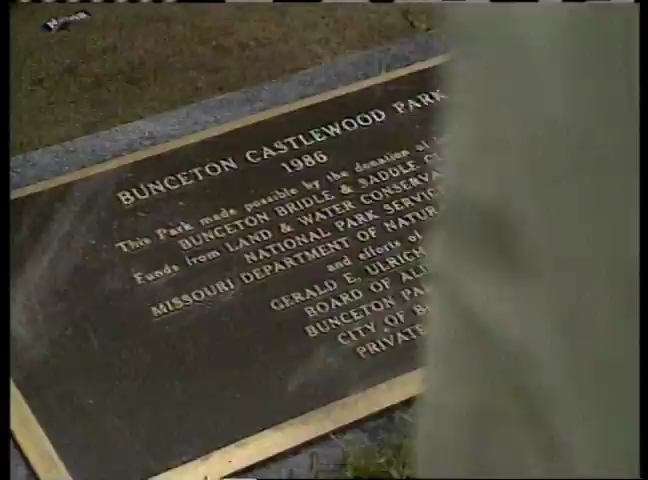 BUNCETON CASTLEWOOD PARK
1986
This Park made possible by the donation of
BUNCETON BRIDLE & SADDLE
Funds from LAND & WATER CONSERVA
NATIONAL PARK SERVIC
MISSOURI DEPARTMENT OF NATUR
and efforts of
GERALD E. ULRICH
BOARD OF AL
BUNCETON PA
CITY OF B
PRIVATE